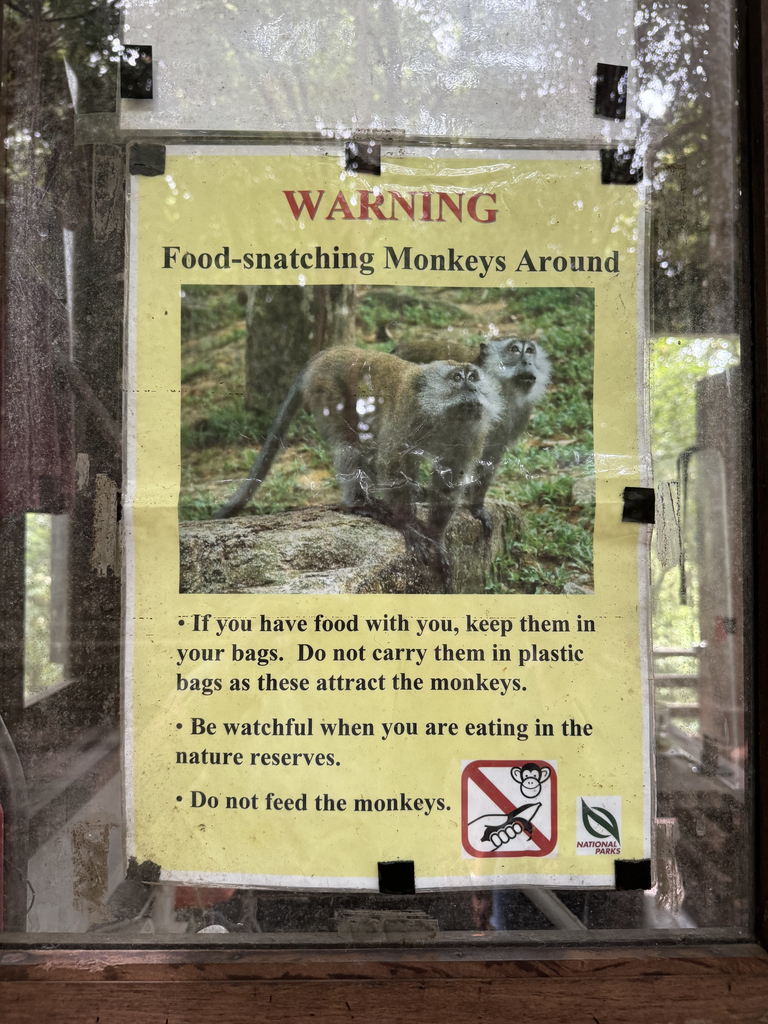 WARNING
Food-snatching Monkeys Around
• If you have food with you, keep them in
your bags. Do not carry them in plastic
bags as these attract the monkeys.
• Be watchful when you are eating in the
nature reserves.
• Do not feed the monkeys.
NATIONAL
PARKS